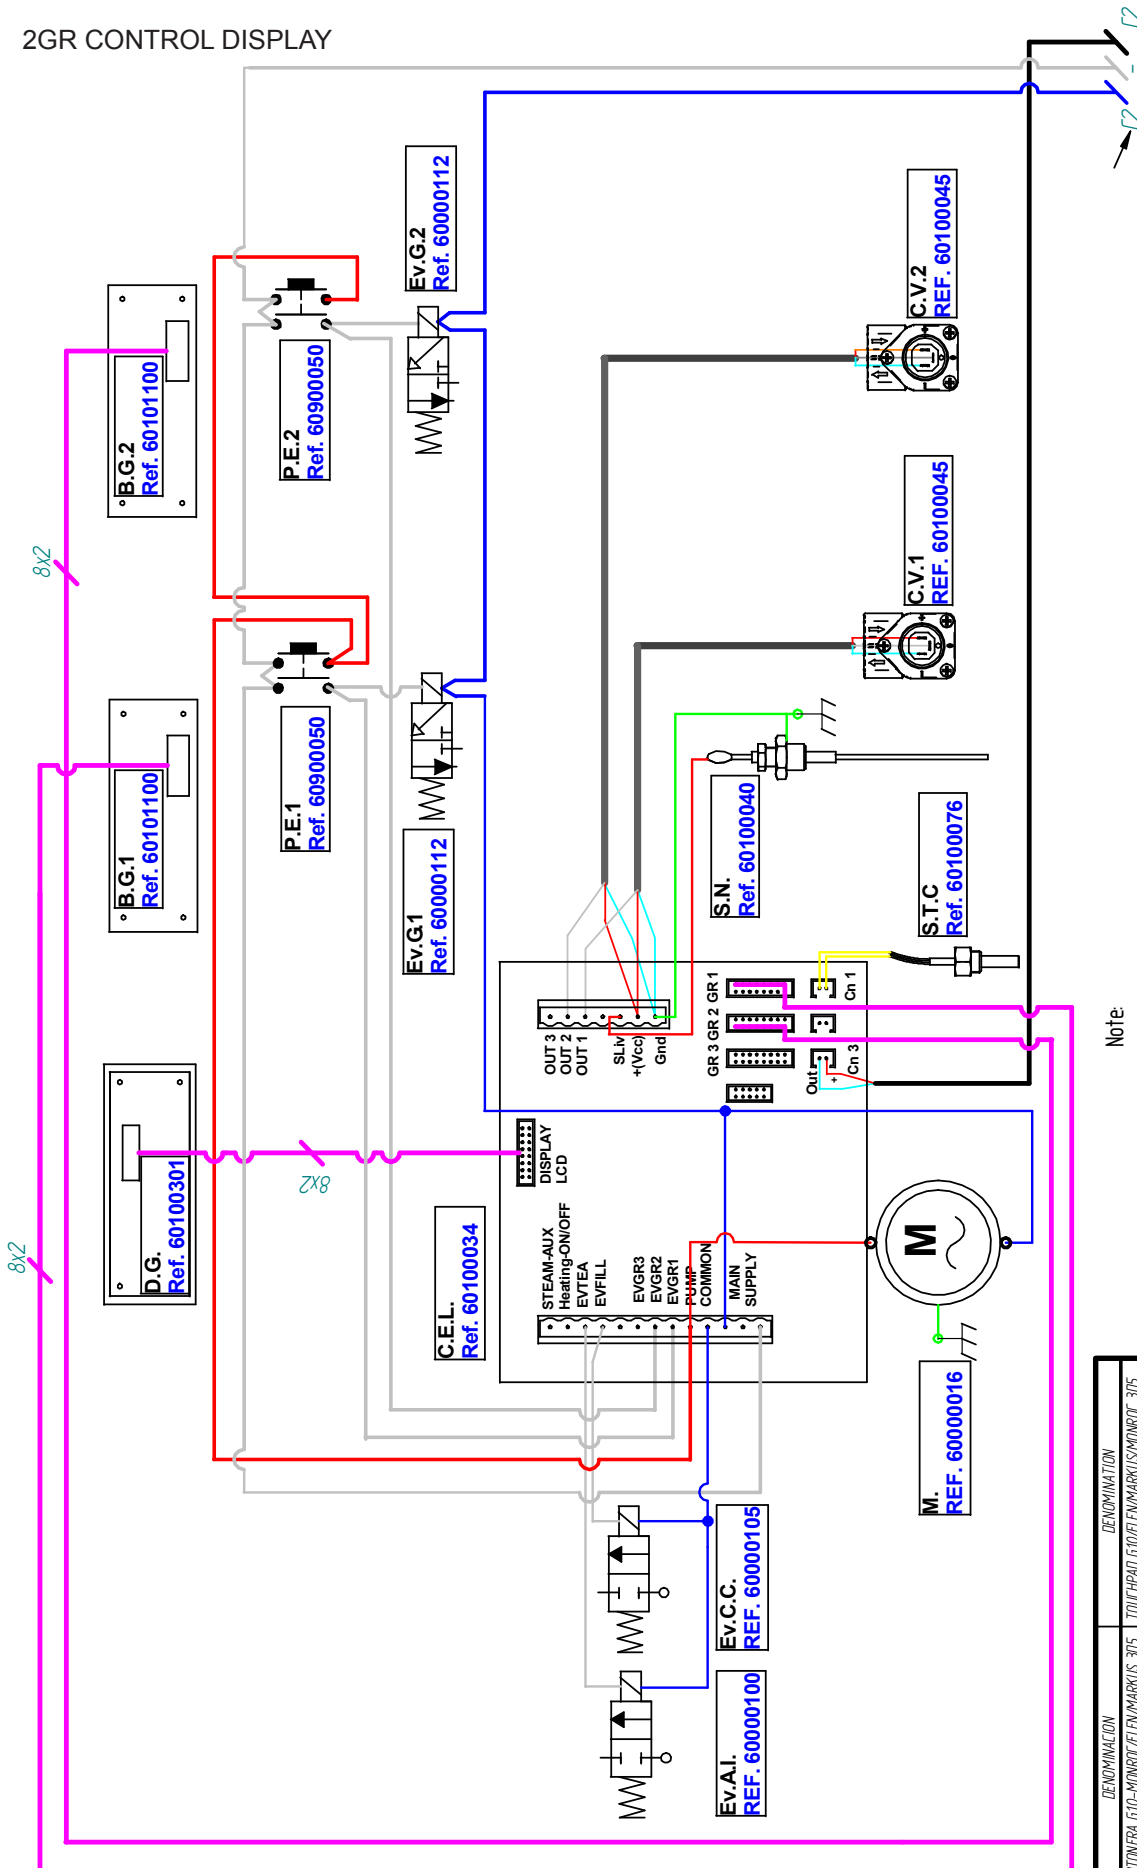 2GR CONTROL DISPLAY
8x2
8x2
B.G.2
Ref. 60101100
P.E.2
Ref. 60900050
Ev.G.2
Ref. 60000112
C.V.2
REF. 60100045
B.G.1
Ref. 60101100
P.E.1
Ref. 60900050
Ev.G.1
Ref. 60000112
C.V.1
REF. 60100045
S.N.
Ref. 60100040
S.T.C
Ref. 60100076
D.G.
Ref. 60100301
8x2
C.E.L.
Ref. 60100034
OUT 3
OUT 2
OUT 1
SLiv
+(Vcc)
Gnd
DISPLAY
LCD
GR 3
GR 2
GR 1
Out
+
Cn 3
Cn 1
STEAM-AUX
Heating-ON/OFF
EVTEA
EVFILL
EVGR3
EVGR2
EVGR1
PUMP
COMMON
MAIN
SUPPLY
M
M.
REF. 60000016
Ev.C.C.
REF. 60000105
Ev.A.I.
REF. 60000100
Note:
DENOMINACION
DENOMINATION